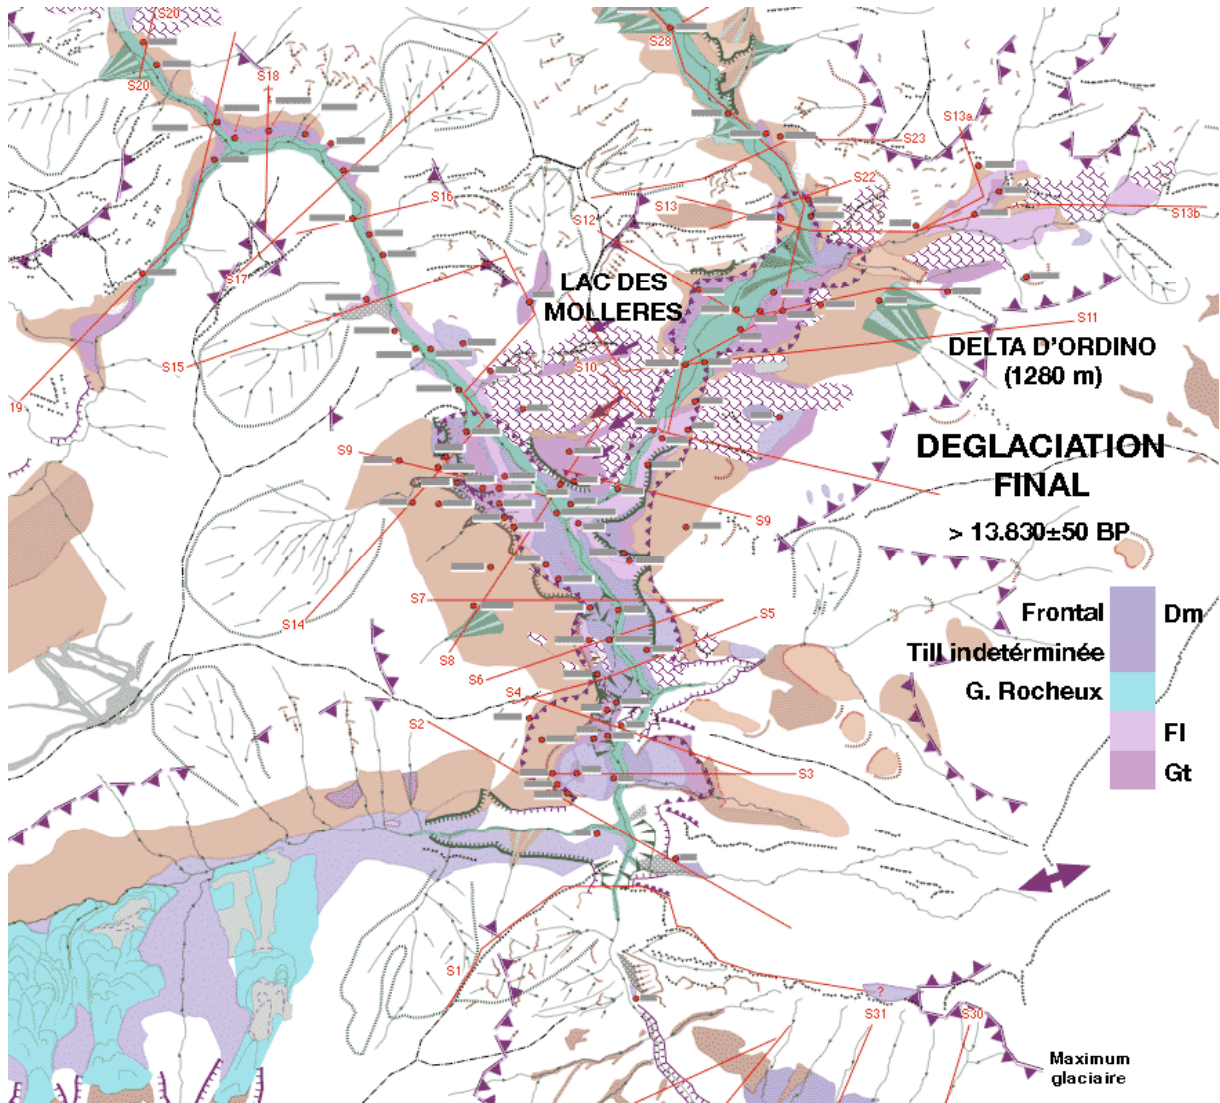 S20
S28
S18
S20
S13a
S23
S22
S16
S13
S12
S13b
S17
LAC DES
MOLLERES
S11
S15
DELTA D'ORDINO
(1280 m)
S10
19
DEGLACIATION
FINAL
S9
S9
> 13.830±50 BP
S7
S5
Frontal
Dm
S14
Till indetérminée
S8
S6
S4
G. Rocheux
S2
Fl
S3
Gt
S1
?
S31
S30
Maximum
glaciaire